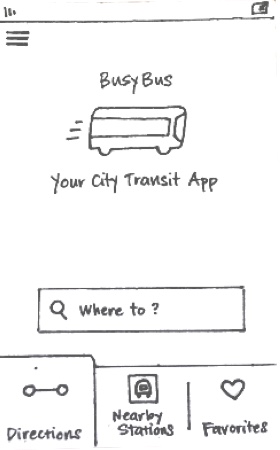 BusyBus
Your City Transit App
Where to ?
Directions
Nearby
Stations
Favorites